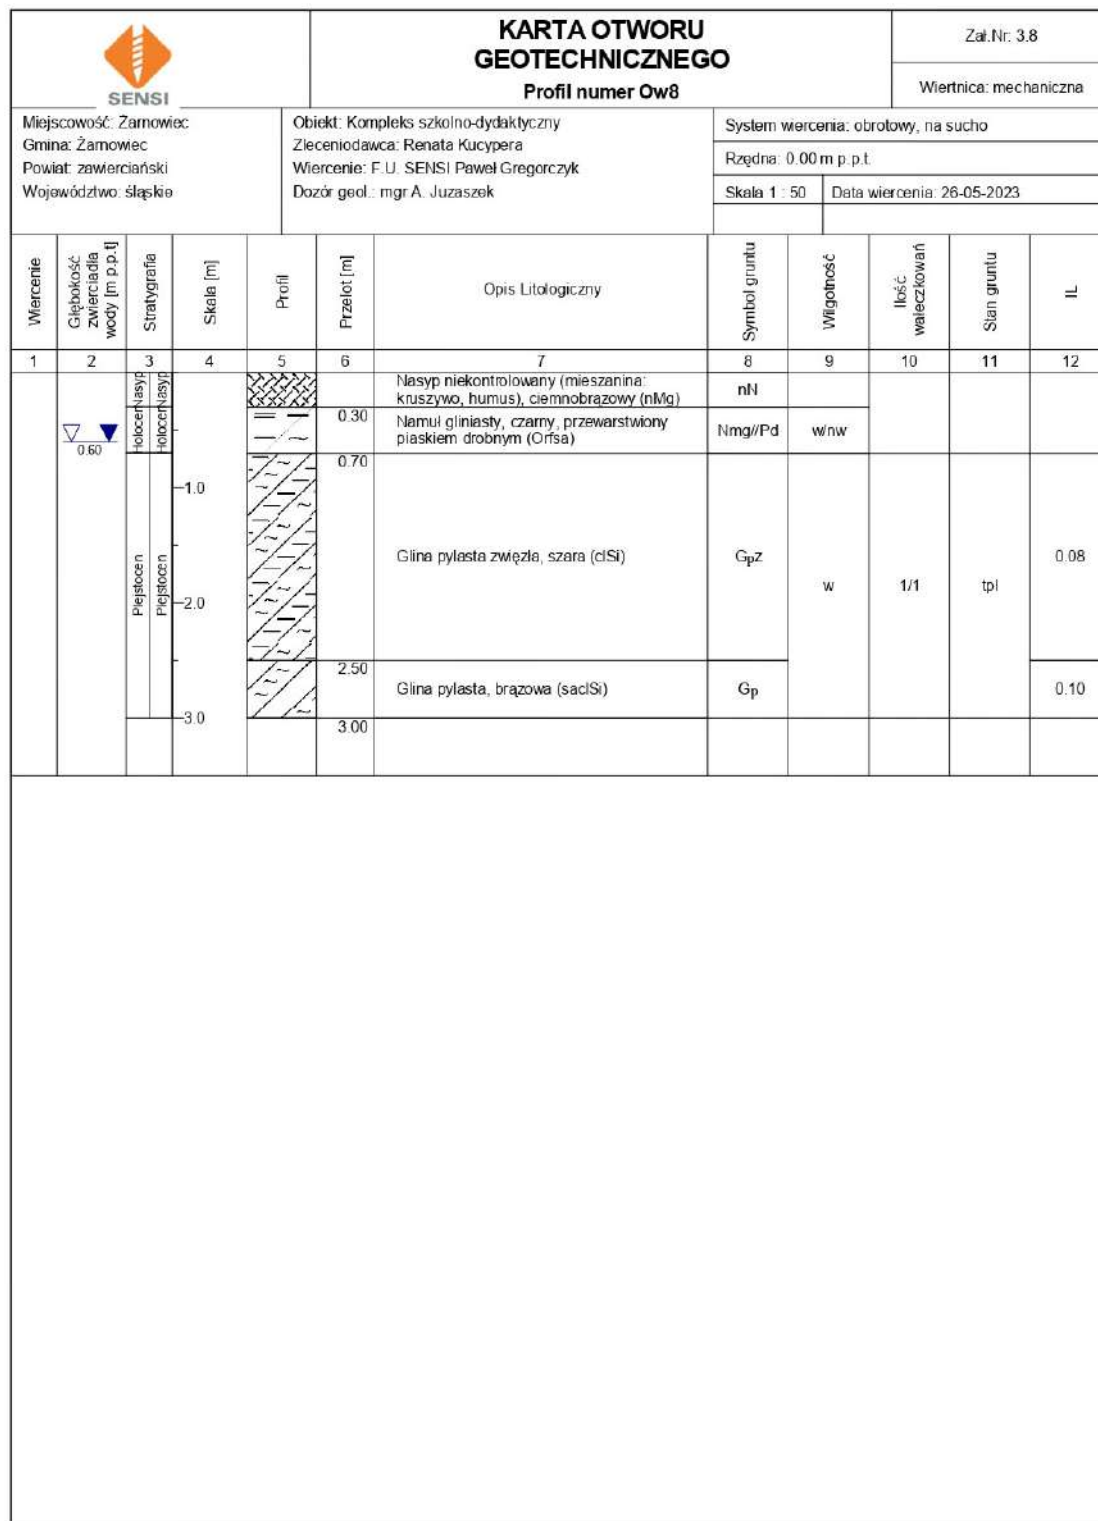 SENSI
KARTA OTWORU
GEOTECHNICZNEGO
Profil numer Ow8
Zał.Nr: 3.8
Wiertnica: mechaniczna
Miejscowość: Żarnowiec
Gmina: Żarnowiec
Powiat: zawierciański
Województwo: śląskie
Obiekt: Kompleks szkolno-dydaktyczny
Zleceniodawca: Renata Kucypera
Wiercenie: F.U. SENSI Paweł Gregorczyk
Dozór geol.: mgr A. Juzaszek
System wiercenia: obrotowy, na sucho
Rzędna: 0.00 m p.p.t.
Skala 1 : 50
Data wiercenia: 26-05-2023
Wiercenie
Głębokość
zwierciadła
wody [m p.p.t]
Stratygrafia
Skala [m]
Profil
Przelot [m]
Opis Litologiczny
Symbol gruntu
Wilgotność
Ilość
wałeczkowań
Stan gruntu
IL
1 2 3 4 5 6 7 8 9 10 11 12
Nasyp
Nasyp
Nasyp niekontrolowany (mieszanina:
kruszywo, humus), ciemnobrązowy (nMg)
nN
0.30
Holocen
Holocen
0.60
Namuł gliniasty, czarny, przewarstwiony
piaskiem drobnym (Orfsa)
Nmg//Pd
w/nw
0.70
1.0
Plejstocen
Plejstocen
Glina pylasta zwięzła, szara (clSi)
Gpz
0.08
w
1/1
tpl
2.0
2.50
Glina pylasta, brązowa (saclSi)
Gp
0.10
3.0
3.00